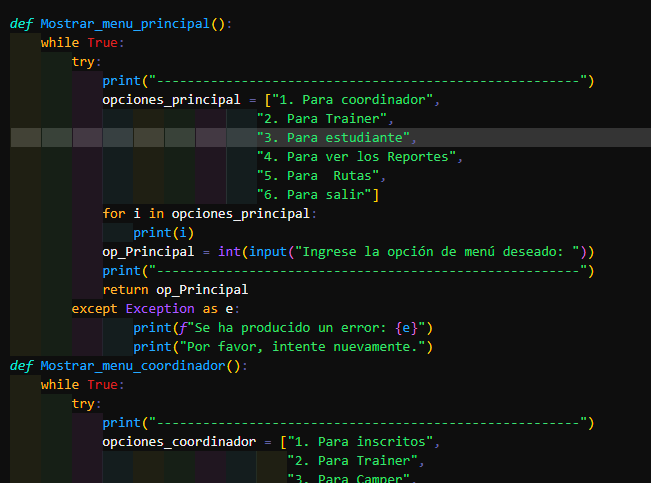 def Mostrar_menu_principal():
    while True:
        try:
            print("-------------------------------------------------------")
            opciones_principal = ["1. Para coordinador",
                                "2. Para Trainer",
                                "3. Para estudiante",
                                "4. Para ver los Reportes",
                                "5. Para  Rutas",
                                "6. Para salir"]
            for i in opciones_principal:
                print(i)
            op_Principal = int(input("Ingrese la opción de menú deseado: "))
            print("-------------------------------------------------------")
            return op_Principal
        except Exception as e:
                print(f"Se ha producido un error: {e}")
                print("Por favor, intente nuevamente.")
def Mostrar_menu_coordinador():
    while True:
        try:
            print("-------------------------------------------------------")
            opciones_coordinador = ["1. Para inscritos",
                                    "2. Para Trainer",
                                    "3. Para Camper",